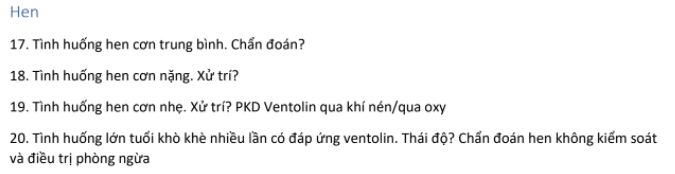 Hen
17. Tình huống hen cơn trung bình. Chẩn đoán?
18. Tình huống hen cơn nặng. Xử trí?
19. Tình huống hen cơn nhẹ. Xử trí? PKD Ventolin qua khí nén/qua oxy
20. Tình huống lớn tuổi khò khè nhiều lần có đáp ứng ventolin. Thái độ? Chẩn đoán hen không kiểm soát
và điều trị phòng ngừa